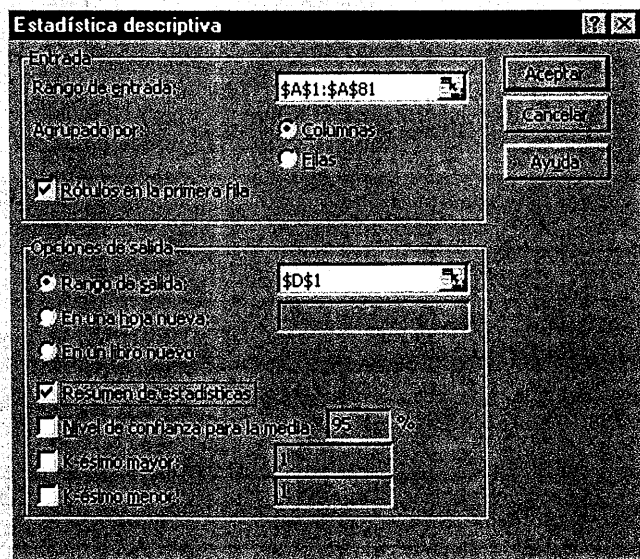 Estadística descriptiva
Entrada
Rango de entrada: $A$1:$A$81
Agrupado por: Columnas
Filas
Rótulos en la primera fila
Aceptar
Cancelar
Ayuda
Opciones de salida
Rango de salida: $D$1
En una hoja nueva:
En un libro nuevo
Resumen de estadísticas
Nivel de confianza para la media: 95 %
K-ésimo mayor: 1
K-ésimo menor: 1